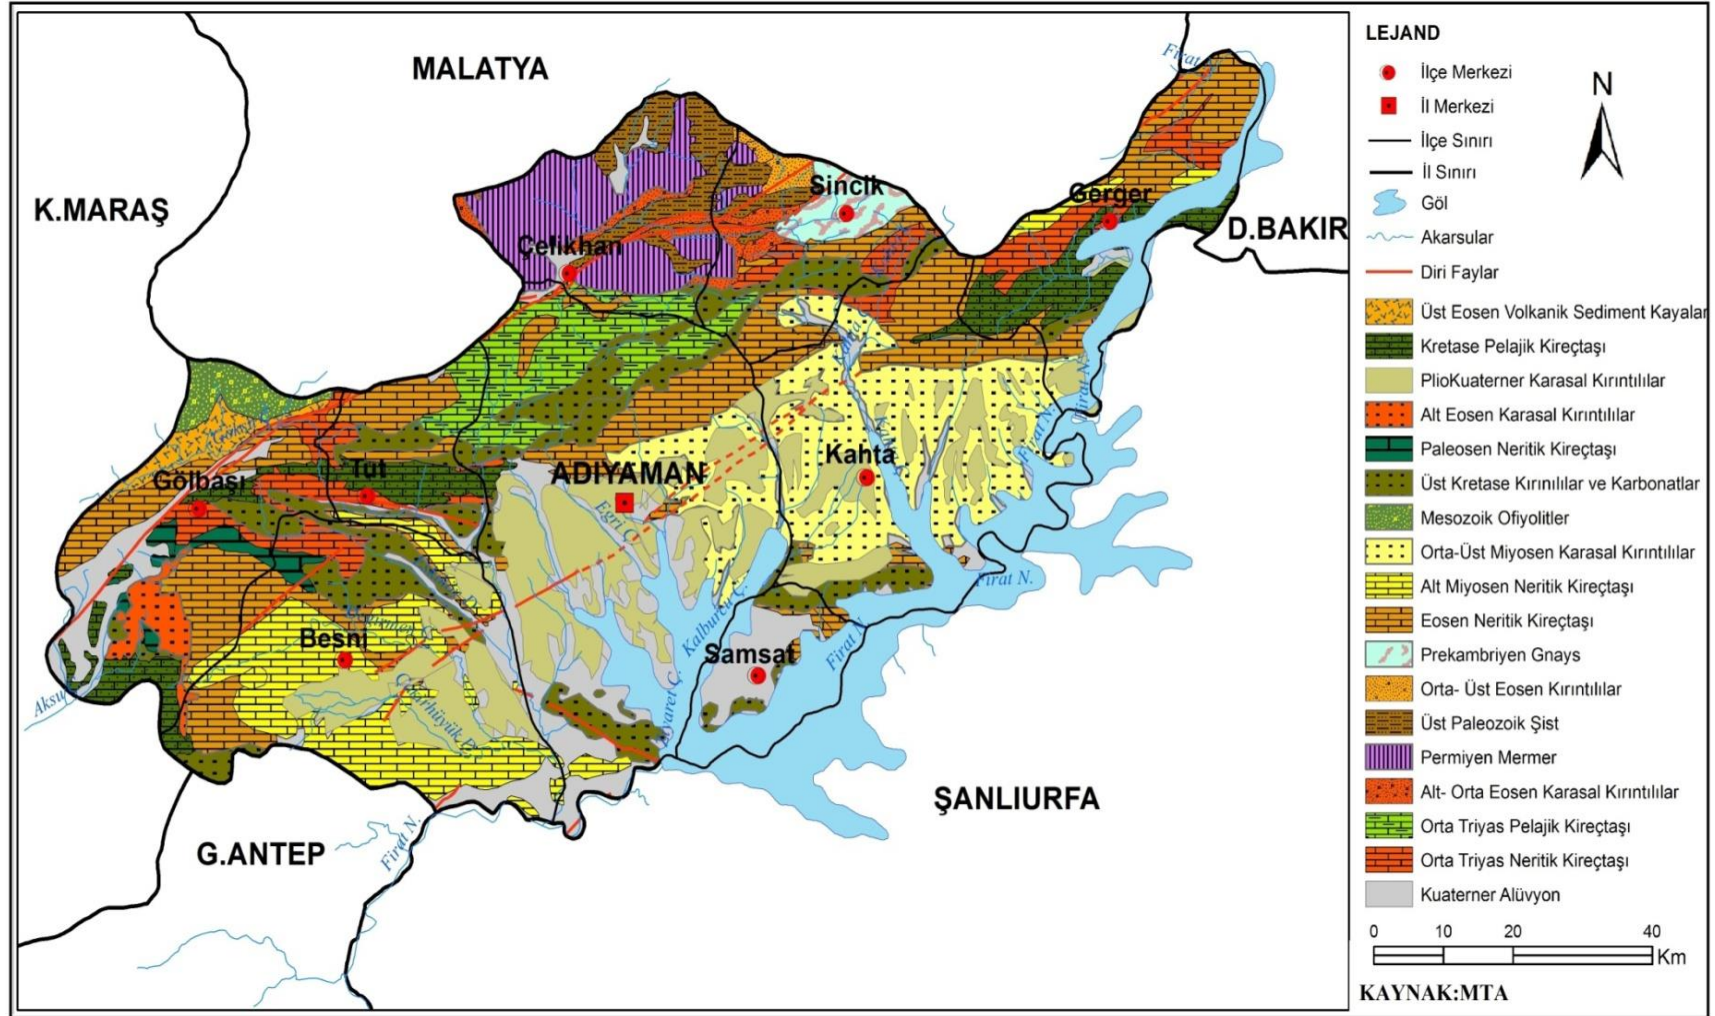 MALATYA
K.MARAŞ
D.BAKIR
ŞANLIURFA
G.ANTEP
Sincik
Gerger
Çelikhan
Gölbaşı
Tut
ADIYAMAN
Kahta
Besni
Samsat
Fırat N.
Kahta
Fırat N.
Fırat N.
Fırat N.
Fırat N.
Fırat N.
Eğri Ç.
Kalburcu Ç.
Ziyaret Ç.
Aksu
LEJAND
İlçe Merkezi
İl Merkezi
İlçe Sınırı
İl Sınırı
Göl
Akarsular
Diri Faylar
Üst Eosen Volkanik Sediment Kayalar
Kretase Pelajik Kireçtaşı
PlioKuaterner Karasal Kırıntılılar
Alt Eosen Karasal Kırıntılılar
Paleosen Neritik Kireçtaşı
Üst Kretase Kırınılılar ve Karbonatlar
Mesozoik Ofiyolitler
Orta-Üst Miyosen Karasal Kırıntılılar
Alt Miyosen Neritik Kireçtaşı
Eosen Neritik Kireçtaşı
Prekambriyen Gnays
Orta- Üst Eosen Kırıntılılar
Üst Paleozoik Şist
Permiyen Mermer
Alt- Orta Eosen Karasal Kırıntılılar
Orta Triyas Pelajik Kireçtaşı
Orta Triyas Neritik Kireçtaşı
Kuaterner Alüvyon
N
0 10 20 40
Km
KAYNAK:MTA